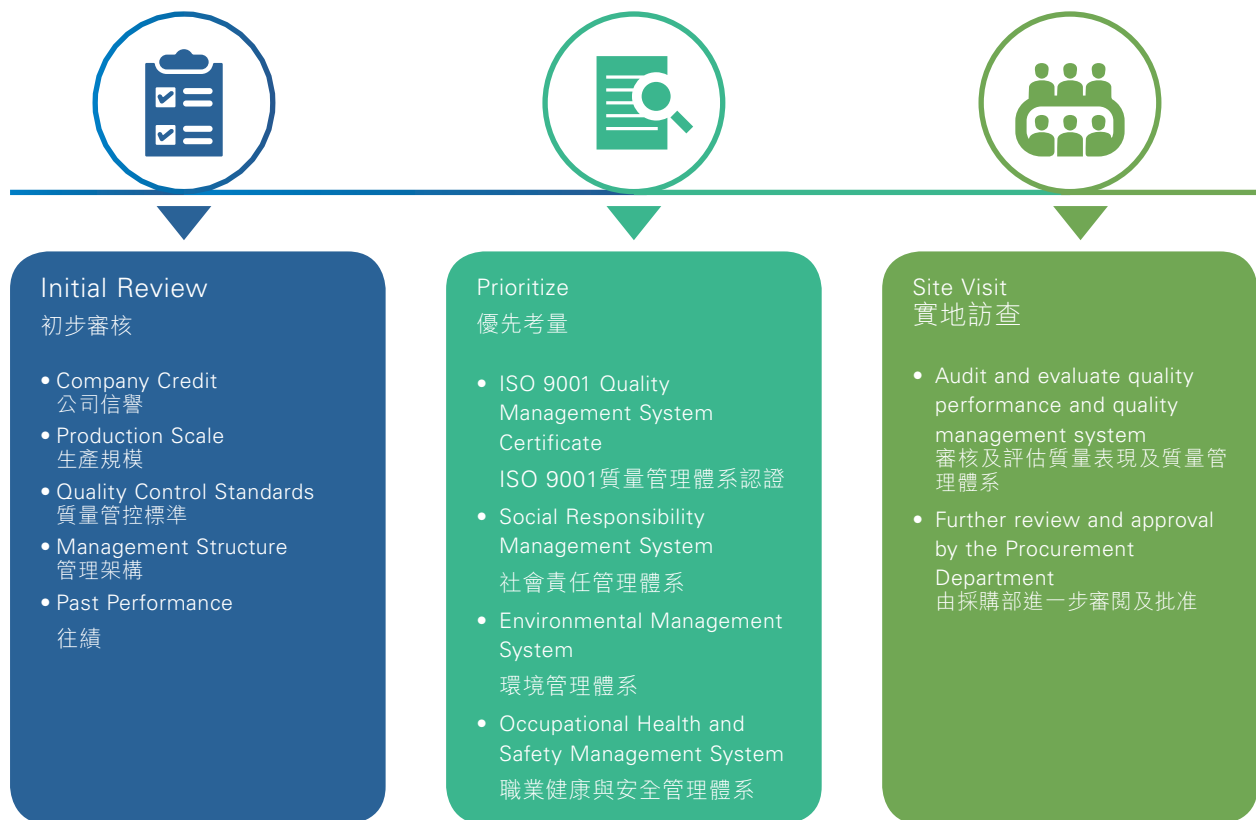 Initial Review
初步審核
• Company Credit
公司信譽
• Production Scale
生產規模
• Quality Control Standards
質量管控標準
• Management Structure
管理架構
• Past Performance
往績
Prioritize
優先考量
• ISO 9001 Quality
Management System
Certificate
ISO 9001質量管理體系認證
• Social Responsibility
Management System
社會責任管理體系
• Environmental Management
System
環境管理體系
• Occupational Health and
Safety Management System
職業健康與安全管理體系
Site Visit
實地訪查
• Audit and evaluate quality
performance and quality
management system
審核及評估質量表現及質量管
理體系
• Further review and approval
by the Procurement
Department
由採購部進一步審閱及批准